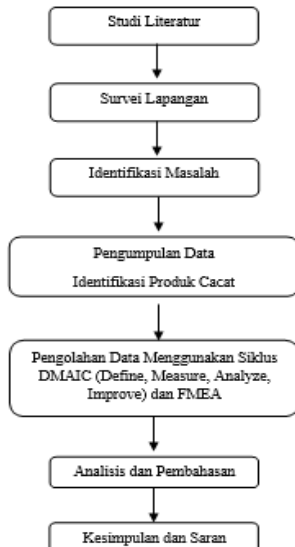 Studi Literatur
Survei Lapangan
Identifikasi Masalah
Pengumpulan Data
Identifikasi Produk Cacat
Pengolahan Data Menggunakan Siklus
DMAIC (Define, Measure, Analyze,
Improve) dan FMEA
Analisis dan Pembahasan
Kesimpulan dan Saran